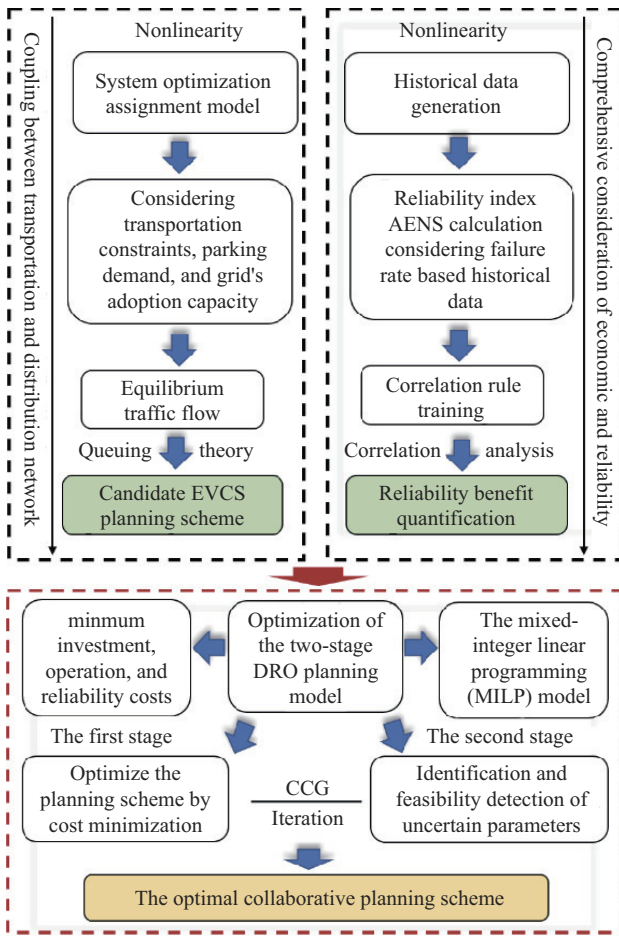 Coupling between transportation and distribution network
Nonlinearity
System optimization
assignment model
Considering
transportation
constraints, parking
demand, and grid's
adoption capacity
Equilibrium
traffic flow
Queuing theory
Candidate EVCS
planning scheme
Nonlinearity
Historical data
generation
Reliability index
AENS calculation
considering failure
rate based historical
data
Correlation rule
training
Correlation analysis
Reliability benefit
quantification
Comprehensive consideration of economic and reliability
minmum
investment,
operation, and
reliability costs
Optimization of
the two-stage
DRO planning
model
The mixed-
integer linear
programming
(MILP) model
The first stage
The second stage
Optimize the
planning scheme by
cost minimization
CCG
Iteration
Identification and
feasibility detection of
uncertain parameters
The optimal collaborative planning scheme